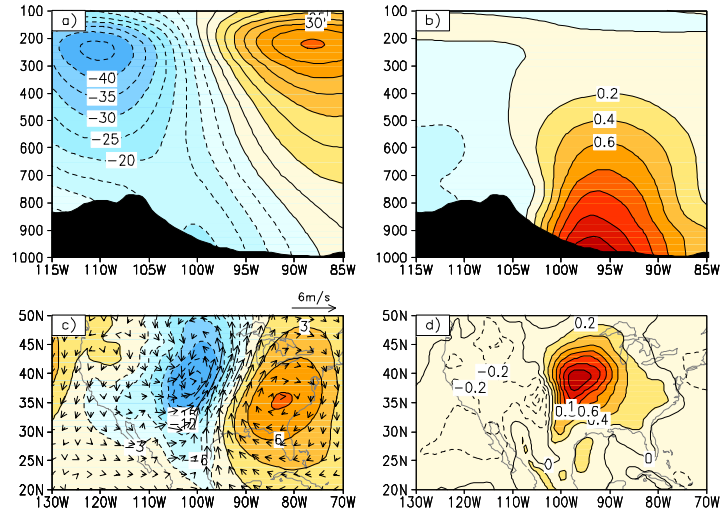 a)
100
200
300
400
500
600
700
800
900
1000
30
−40
−35
−30
−25
−20
115W
110W
105W
100W
95W
90W
85W
b)
100
200
300
400
500
600
700
800
900
1000
0.2
0.4
0.6
115W
110W
105W
100W
95W
90W
85W
6m/s
c)
50N
45N
40N
35N
30N
25N
20N
3
−12
−3
6
−6
130W
120W
110W
100W
90W
80W
70W
d)
50N
45N
40N
35N
30N
25N
20N
0.2
−0.2
−0.2
1
0.6
0.4
0
0
130W
120W
110W
100W
90W
80W
70W